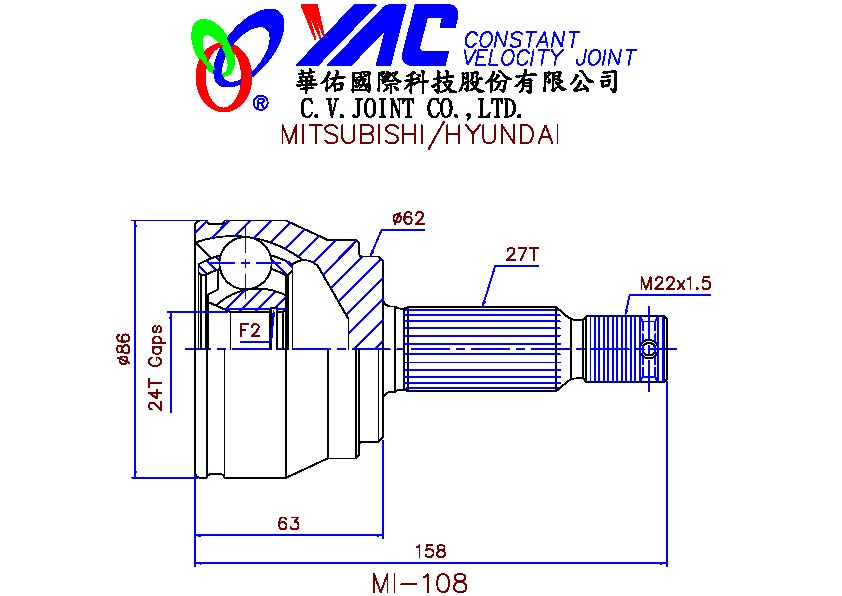 YAC CONSTANT
VELOCITY JOINT
華佑國際科技股份有限公司
®
C.V.JOINT CO.,LTD.
MITSUBISHI/HYUNDAI
ø62
27T
M22x1.5
F2
ø86
24T Gaps
63
158
MI-108